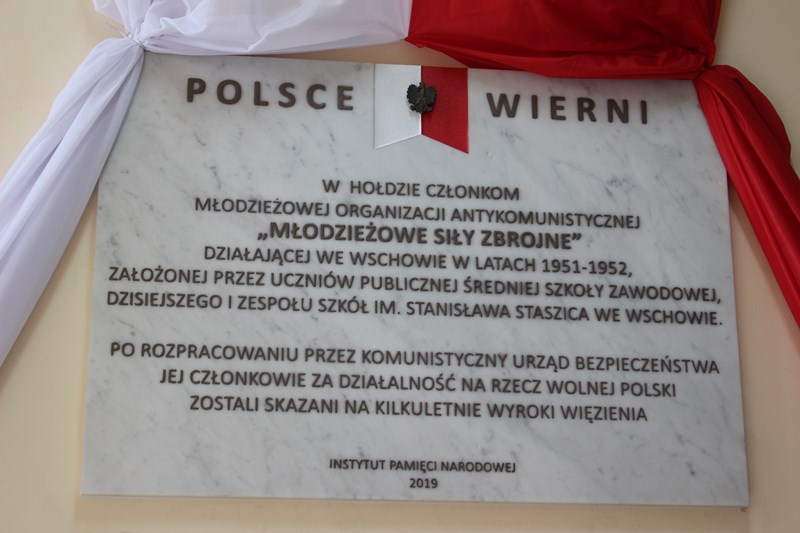 POLSCE WIERNI
W HOŁDZIE CZŁONKOM
MŁODZIEŻOWEJ ORGANIZACJI ANTYKOMUNISTYCZNEJ
„MŁODZIEŻOWE SIŁY ZBROJNE”
DZIAŁAJĄCEJ WE WSCHOWIE W LATACH 1951-1952,
ZAŁOŻONEJ PRZEZ UCZNIÓW PUBLICZNEJ ŚREDNIEJ SZKOŁY ZAWODOWEJ,
DZISIEJSZEGO I ZESPOŁU SZKÓŁ IM. STANISŁAWA STASZICA WE WSCHOWIE.
PO ROZPRACOWANIU PRZEZ KOMUNISTYCZNY URZĄD BEZPIECZEŃSTWA
JEJ CZŁONKOWIE ZA DZIAŁALNOŚĆ NA RZECZ WOLNEJ POLSKI
ZOSTALI SKAZANI NA KILKULETNIE WYROKI WIĘZIENIA
INSTYTUT PAMIĘCI NARODOWEJ
2019